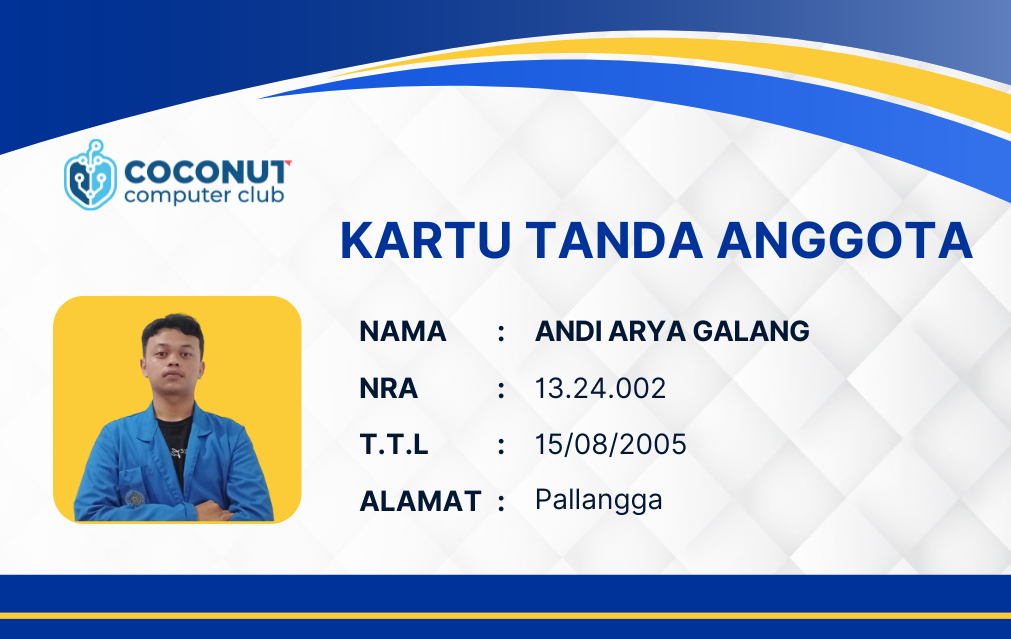 COCONUT
computer club
KARTU TANDA ANGGOTA
NAMA : ANDI ARYA GALANG
NRA : 13.24.002
T.T.L : 15/08/2005
ALAMAT : Pallangga